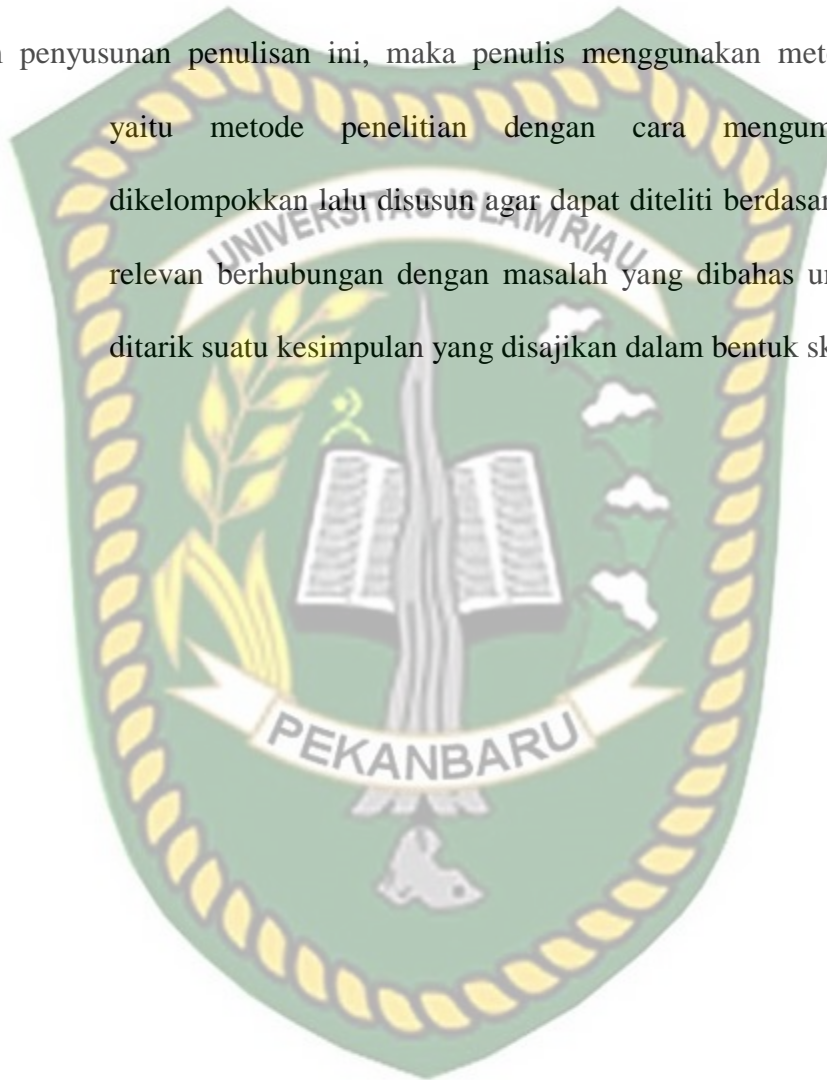 penyusunan penulisan ini, maka penulis menggunakan
yaitu metode penelitian dengan cara
dikelompokkan lalu disusun agar dapat diteliti
UNIVERSITAS ISLAM RIAU
relevan berhubungan dengan masalah yang dibahas
ditarik suatu kesimpulan yang disajikan dalam bentuk
PEKANBARU